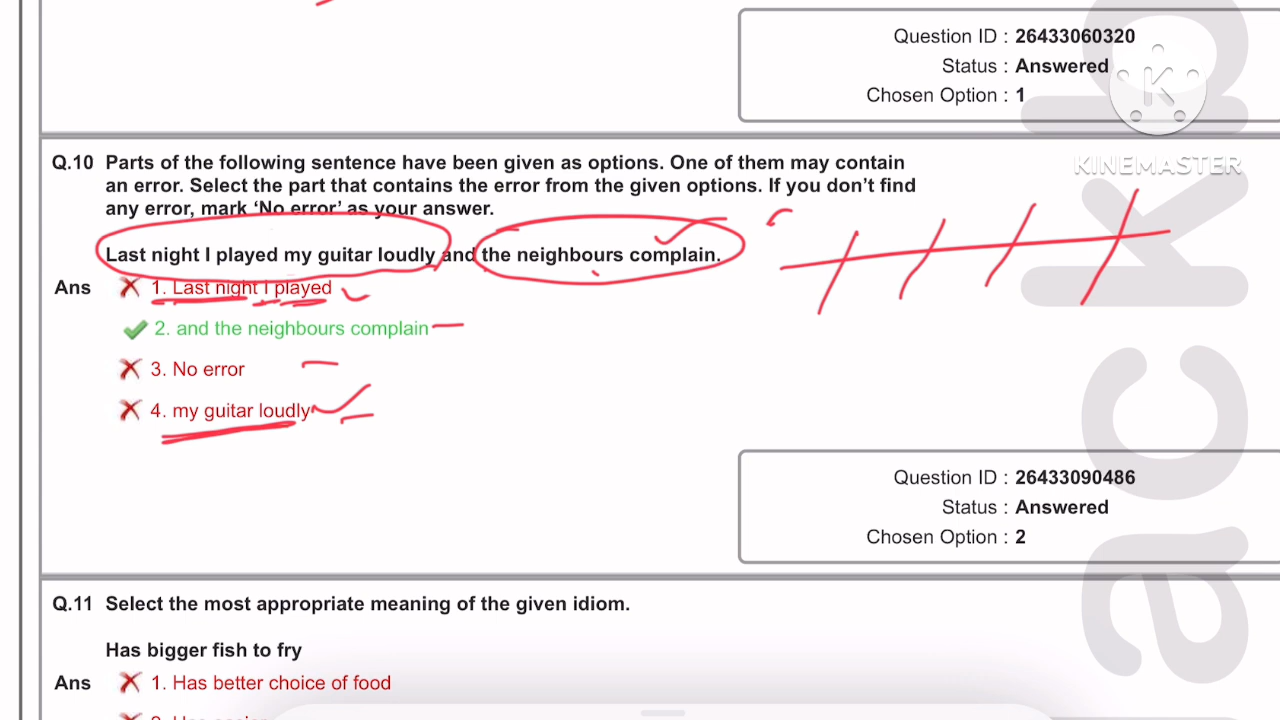 Question ID : 26433060320
Status : Answered
Chosen Option : 1
KINEMASTER
Q.10 Parts of the following sentence have been given as options. One of them may contain
an error. Select the part that contains the error from the given options. If you don't find
any error, mark 'No error' as your answer.
Last night I played my guitar loudly and the neighbours complain.
Ans 1. Last night I played
2. and the neighbours complain
3. No error
4. my guitar loudly
Question ID : 26433090486
Status : Answered
Chosen Option : 2
Q.11 Select the most appropriate meaning of the given idiom.
Has bigger fish to fry
Ans 1. Has better choice of food